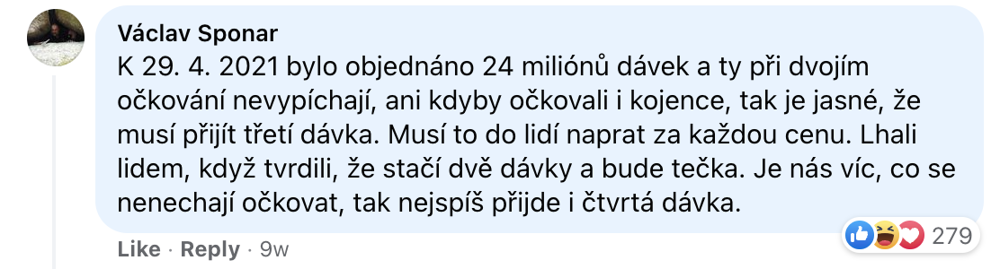 Václav Sponar
K 29. 4. 2021 bylo objednáno 24 miliónů dávek a ty při dvojím
očkování nevypíchají, ani kdyby očkovali i kojence, tak je jasné, že
musí přijít třetí dávka. Musí to do lidí naprat za každou cenu. Lhali
lidem, když tvrdili, že stačí dvě dávky a bude tečka. Je nás víc, co se
nenechají očkovat, tak nejspíš přijde i čtvrtá dávka.
279
Like · Reply · 9w